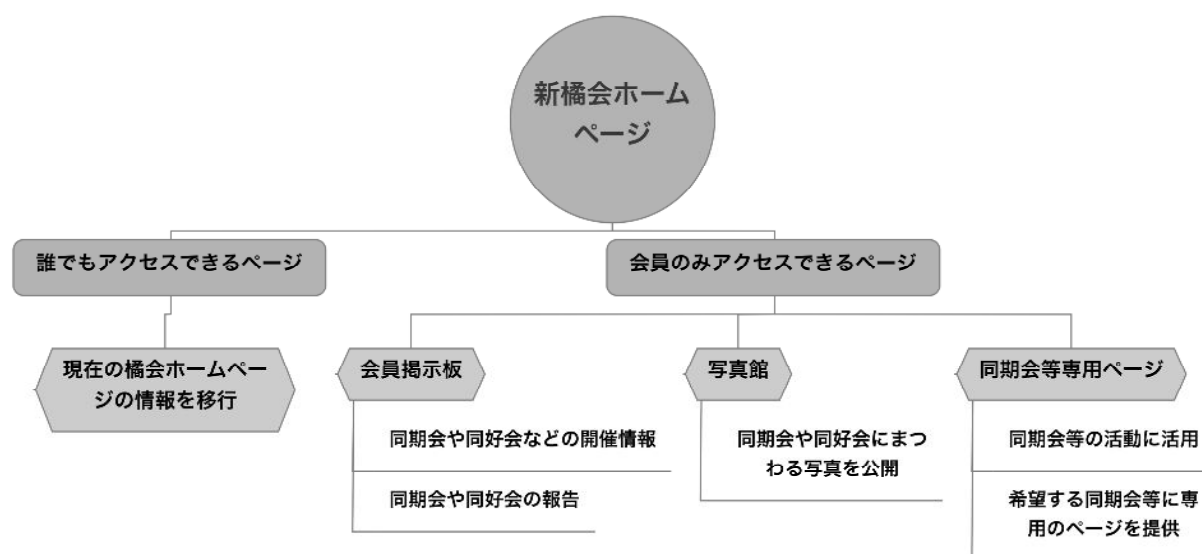 新橘会ホーム
ページ
誰でもアクセスできるページ
会員のみアクセスできるページ
現在の橘会ホームペー
ジの情報を移行
会員掲示板
写真館
同期会等専用ページ
同期会や同好会などの開催情報
同期会や同好会の報告
同期会や同好会にまつ
わる写真を公開
同期会等の活動に活用
希望する同期会等に専
用のページを提供